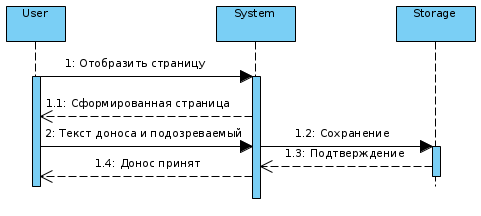 User
System
Storage
1: Отобразить страницу
1.1: Сформированная страница
2: Текст доноса и подозреваемый
1.2: Сохранение
1.3: Подтверждение
1.4: Донос принят